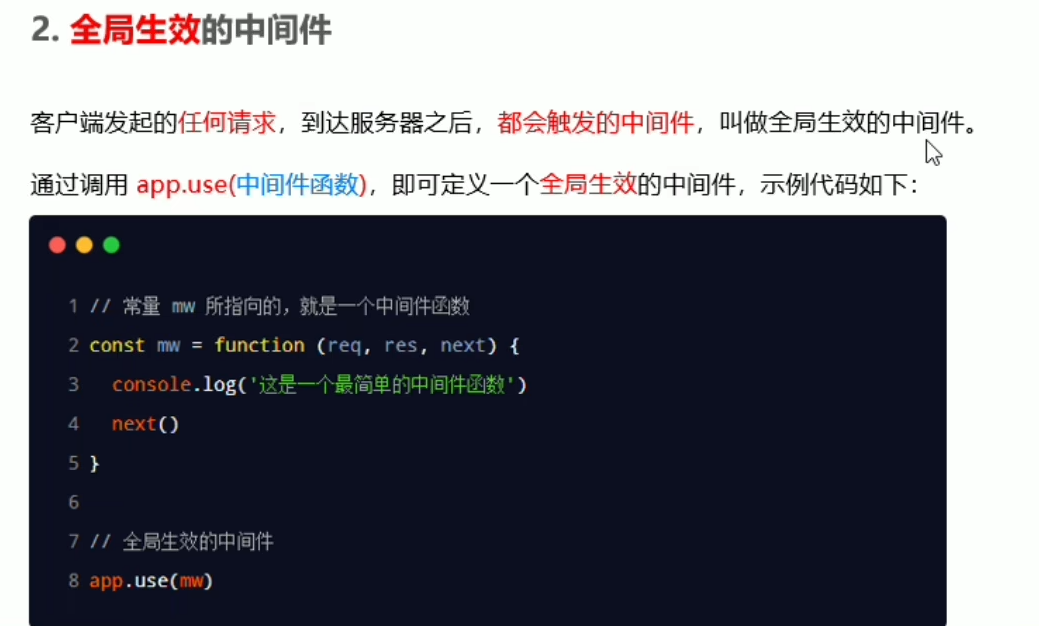 2. 全局生效的中间件
客户端发起的任何请求，到达服务器之后，都会触发的中间件，叫做全局生效的中间件。
通过调用 app.use(中间件函数)，即可定义一个全局生效的中间件，示例代码如下：
1 // 常量 mw 所指向的，就是一个中间件函数
2 const mw = function (req, res, next) {
3   console.log('这是一个最简单的中间件函数')
4   next()
5 }
6
7 // 全局生效的中间件
8 app.use(mw)